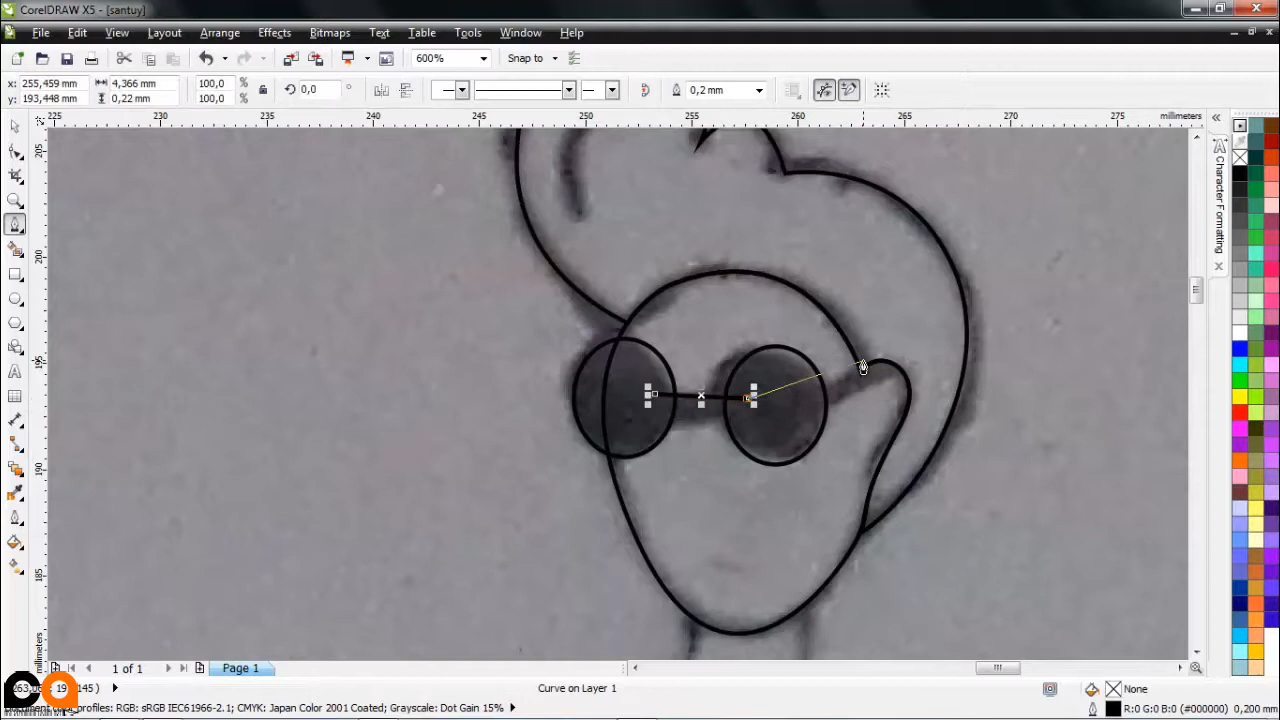 CorelDRAW X5 - [santuy]
File Edit View Layout Arrange Effects Bitmaps Text Table Tools Window Help
600% Snap to
x: 255,459 mm 4,366 mm 100,0 % 0,0 ° 0,2 mm
y: 193,448 mm 0,22 mm 100,0 %
225 230 235 240 245 250 255 260 265 270 275 millimeters
205
200
195
190
185
millimeters
Character Formatting
1 of 1 Page 1
Curve on Layer 1 None
profiles: RGB: sRGB IEC61966-2.1; CMYK: Japan Color 2001 Coated; Grayscale: Dot Gain 15% R:0 G:0 B:0 (#000000) 0,200 mm